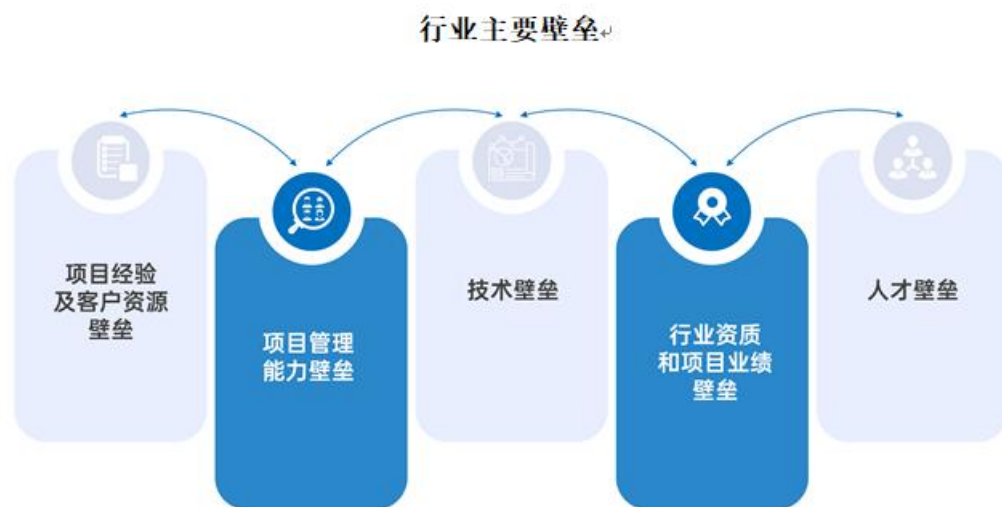 行业主要壁垒
项目经验
及客户资源
壁垒
项目管理
能力壁垒
技术壁垒
行业资质
和项目业绩
壁垒
人才壁垒